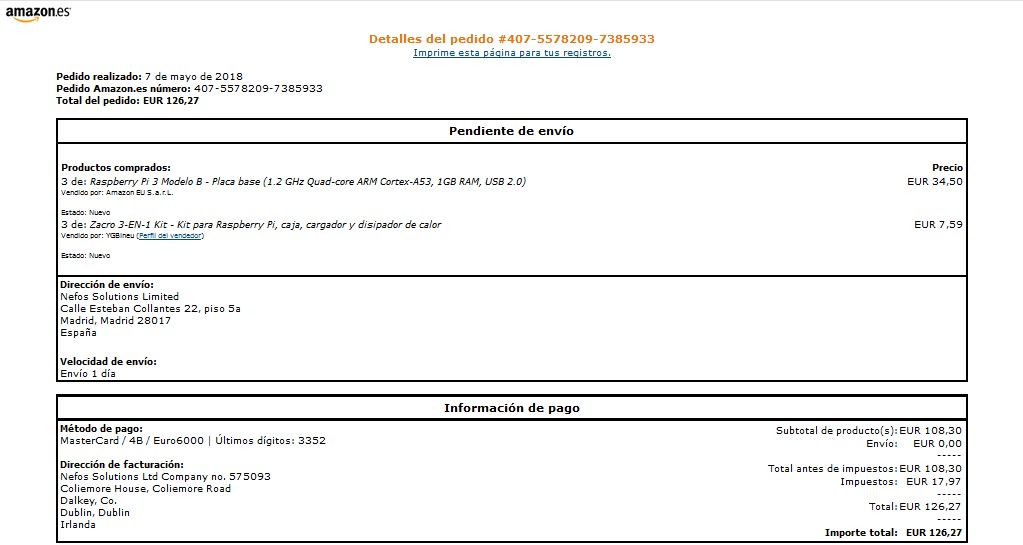 amazon.es
Detalles del pedido #407-5578209-7385933
Imprime esta página para tus registros.
Pedido realizado: 7 de mayo de 2018
Pedido Amazon.es número: 407-5578209-7385933
Total del pedido: EUR 126,27
Pendiente de envío
Productos comprados: Precio
3 de: Raspberry Pi 3 Modelo B - Placa base (1.2 GHz Quad-core ARM Cortex-A53, 1GB RAM, USB 2.0) EUR 34,50
Vendido por: Amazon EU S.a.r.L.
Estado: Nuevo
3 de: Zacro 3-EN-1 Kit - Kit para Raspberry Pi, caja, cargador y disipador de calor EUR 7,59
Vendido por: YGBineu (Perfil del vendedor)
Estado: Nuevo
Dirección de envío:
Nefos Solutions Limited
Calle Esteban Collantes 22, piso 5a
Madrid, Madrid 28017
España
Velocidad de envío:
Envío 1 día
Información de pago
Método de pago:
MasterCard / 4B / Euro6000 | Últimos dígitos: 3352
Dirección de facturación:
Nefos Solutions Ltd Company no. 575093
Coliemore House, Coliemore Road
Dalkey, Co.
Dublin, Dublin
Irlanda
Subtotal de producto(s): EUR 108,30
Envío: EUR 0,00
-----
Total antes de impuestos: EUR 108,30
Impuestos: EUR 17,97
-----
Total: EUR 126,27
-----
Importe total: EUR 126,27